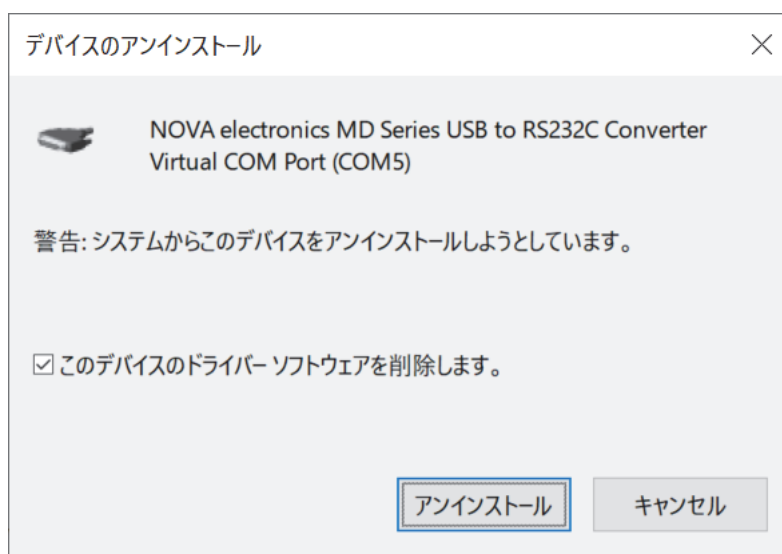 デバイスのアンインストール
NOVA electronics MD Series USB to RS232C Converter
Virtual COM Port (COM5)
警告: システムからこのデバイスをアンインストールしようとしています。
このデバイスのドライバー ソフトウェアを削除します。
アンインストール
キャンセル